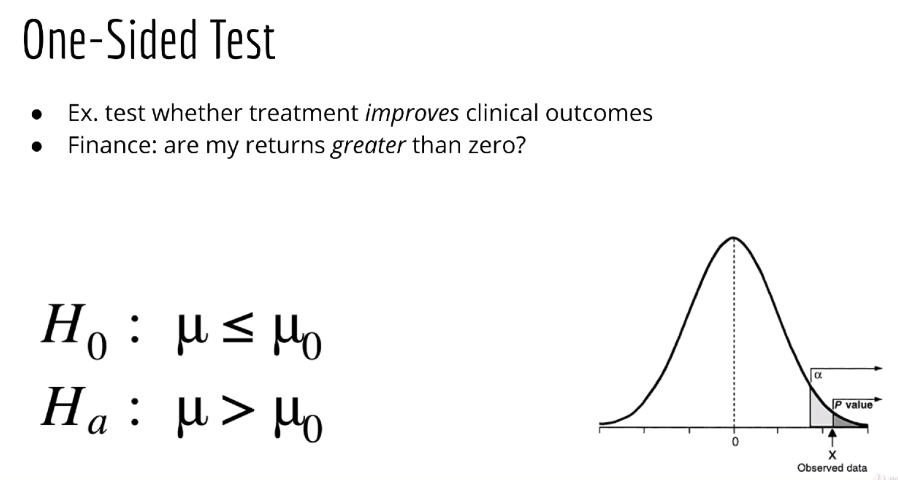 One-Sided Test
● Ex. test whether treatment improves clinical outcomes
● Finance: are my returns greater than zero?
H₀ : μ ≤ μ₀
Hₐ : μ > μ₀
α
P value
0
X
Observed data